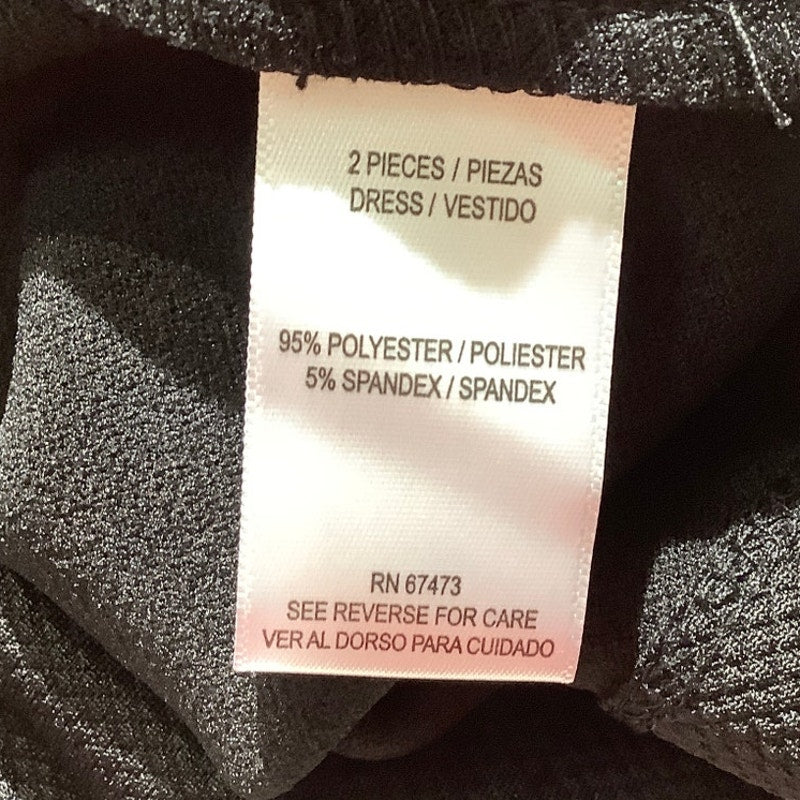 2 PIECES / PIEZAS
DRESS / VESTIDO
95% POLYESTER / POLIESTER
5% SPANDEX / SPANDEX
RN 67473
SEE REVERSE FOR CARE
VER AL DORSO PARA CUIDADO